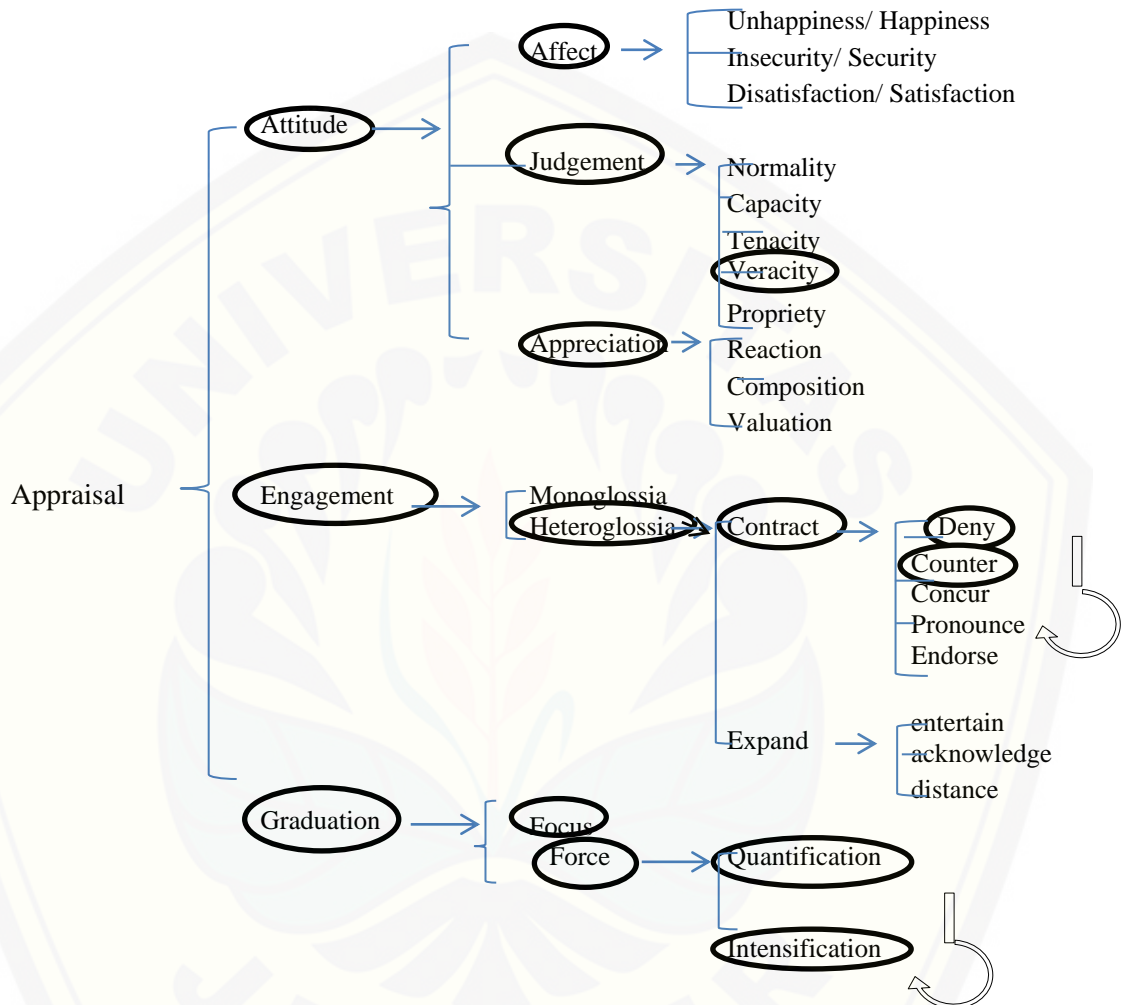 Unhappiness/ Happiness
Affect
Insecurity/ Security
Disatisfaction/ Satisfaction
Attitude
Judgement
Normality
Capacity
Tenacity
Veracity
Propriety
Appreciation
Reaction
Composition
Valuation
Appraisal
Engagement
Monoglossia
Heteroglossia
Contract
Deny
Counter
Concur
Pronounce
Endorse
Expand
entertain
acknowledge
distance
Graduation
Focus
Force
Quantification
Intensification
UNIVERSITAS